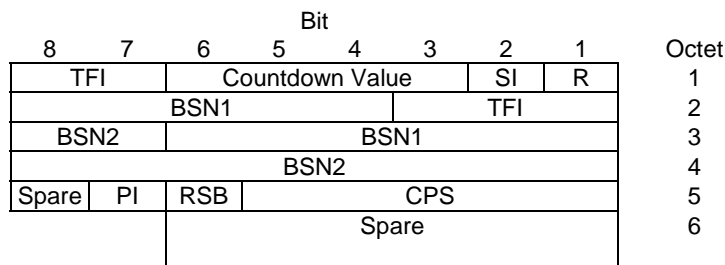 Bit
8 7 6 5 4 3 2 1 Octet
TFI Countdown Value SI R 1
BSN1 TFI 2
BSN2 BSN1 3
BSN2 4
Spare PI RSB CPS 5
Spare 6